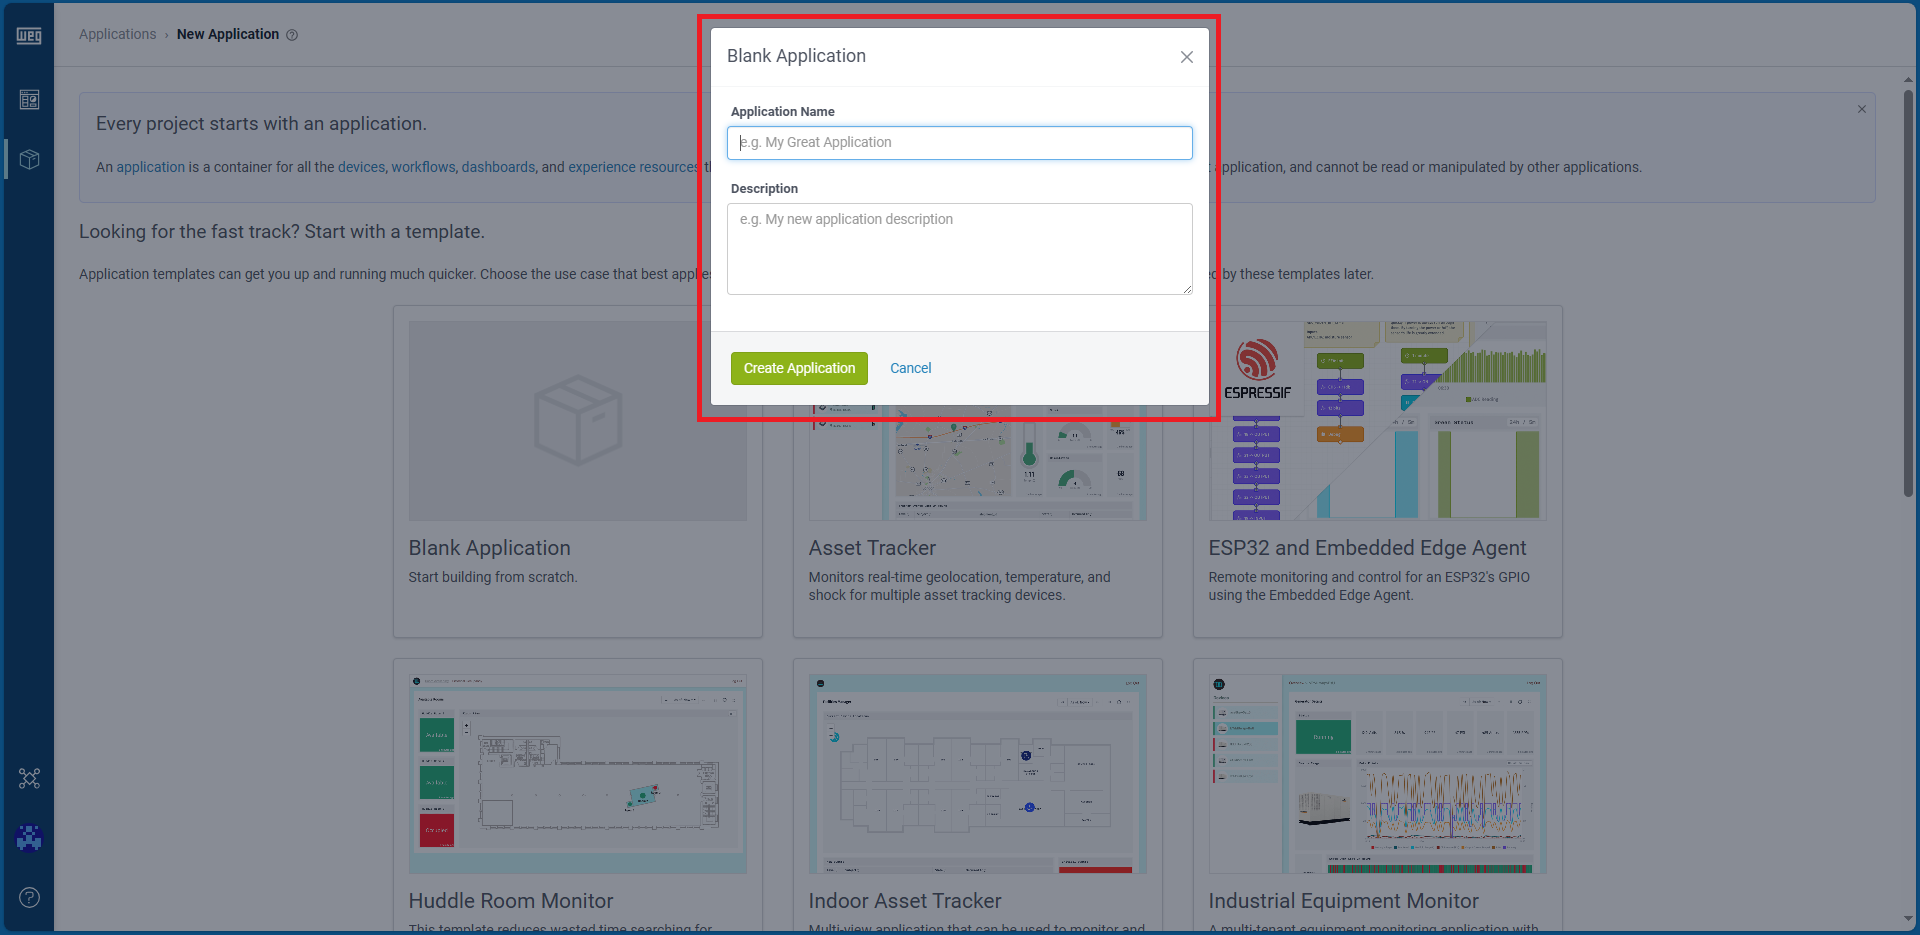 weg
Applications › New Application
Every project starts with an application.
An application is a container for all the devices, workflows, dashboards, and experience resources
application, and cannot be read or manipulated by other applications.
Looking for the fast track? Start with a template.
Application templates can get you up and running much quicker. Choose the use case that best
by these templates later.
Blank Application
Application Name
e.g. My Great Application
Description
e.g. My new application description
Create Application
Cancel
Blank Application
Start building from scratch.
Asset Tracker
Monitors real-time geolocation, temperature, and
shock for multiple asset tracking devices.
ESPRESSIF
ESP32 and Embedded Edge Agent
Remote monitoring and control for an ESP32's GPIO
using the Embedded Edge Agent.
Available
Available
Occupied
Huddle Room Monitor
This template reduces wasted time searching for
Indoor Asset Tracker
Multi-view application that can be used to monitor and
Running
Industrial Equipment Monitor
A multi-tenant equipment monitoring application with